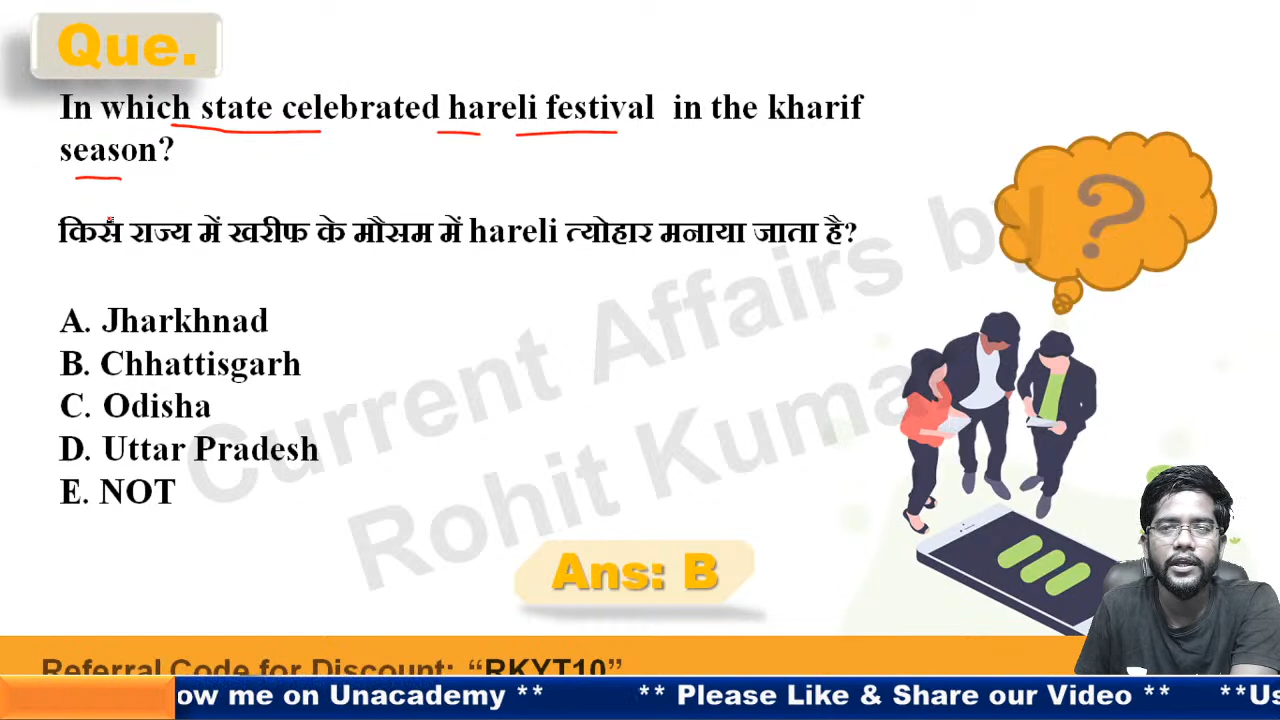 Que.
In which state celebrated hareli festival in the kharif
season?
किस राज्य में खरीफ के मौसम में hareli त्योहार मनाया जाता है?
A. Jharkhnad
B. Chhattisgarh
C. Odisha
D. Uttar Pradesh
E. NOT
Current Affairs by
Rohit Kumar
Ans: B
Referral Code for Discount: “RKYT10”
ow me on Unacademy ** ** Please Like & Share our Video ** **Us